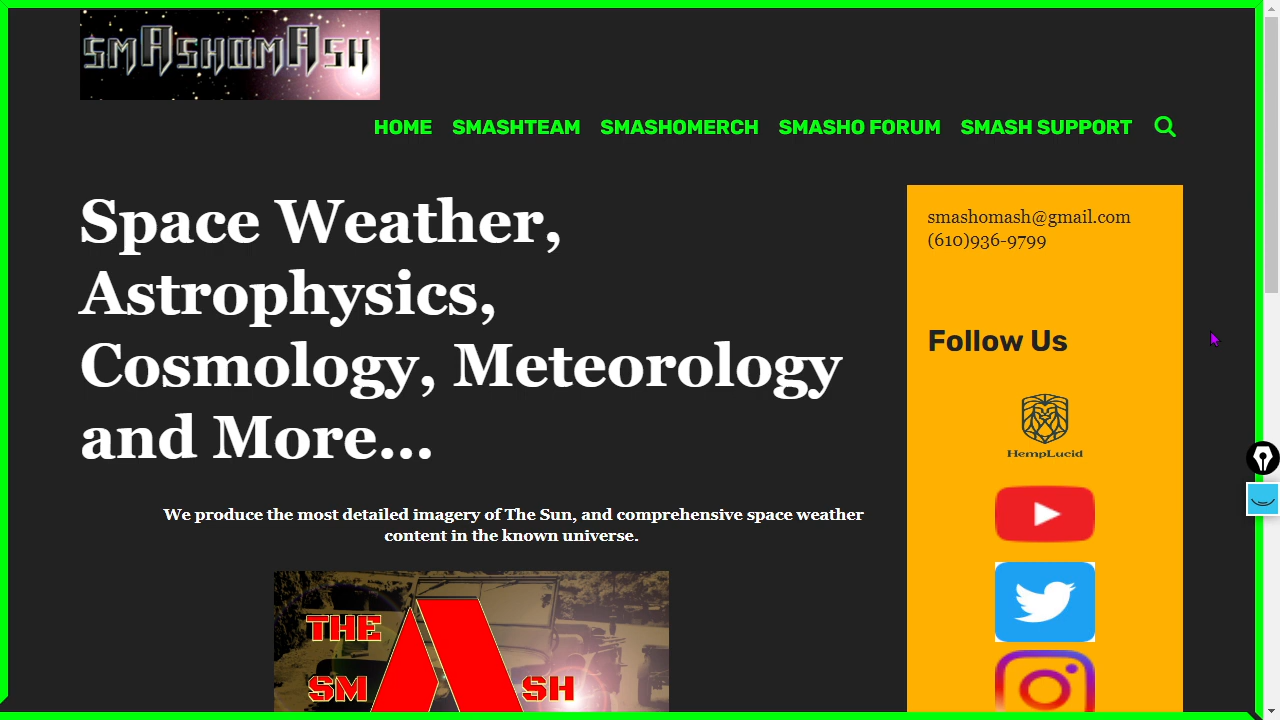 SMASHOMASH
HOME SMASHTEAM SMASHOMERCH SMASHO FORUM SMASH SUPPORT
Space Weather,
Astrophysics,
Cosmology, Meteorology
and More...
We produce the most detailed imagery of The Sun, and comprehensive space weather
content in the known universe.
THE
SMASH
smashomash@gmail.com
(610)936-9799
Follow Us
HempLucid